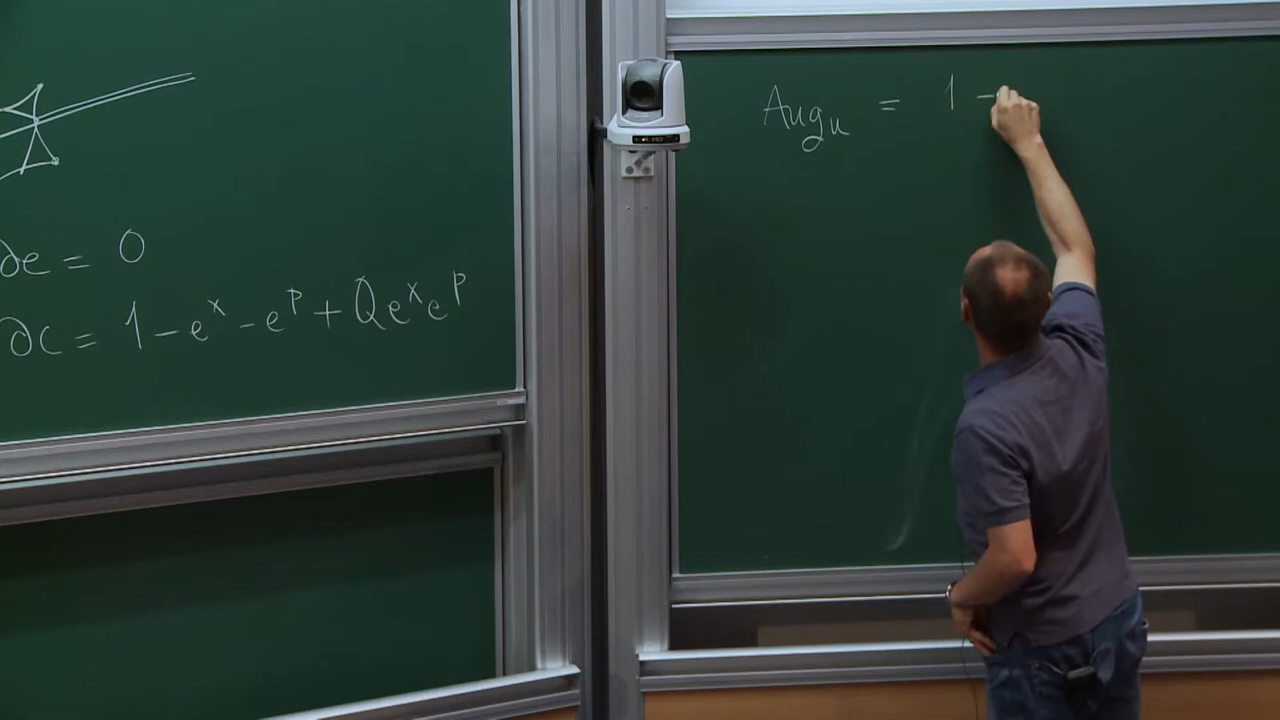 ∂e = 0
∂c = 1 - e^x - e^p + Qe^x e^p
Aug_u = 1 -